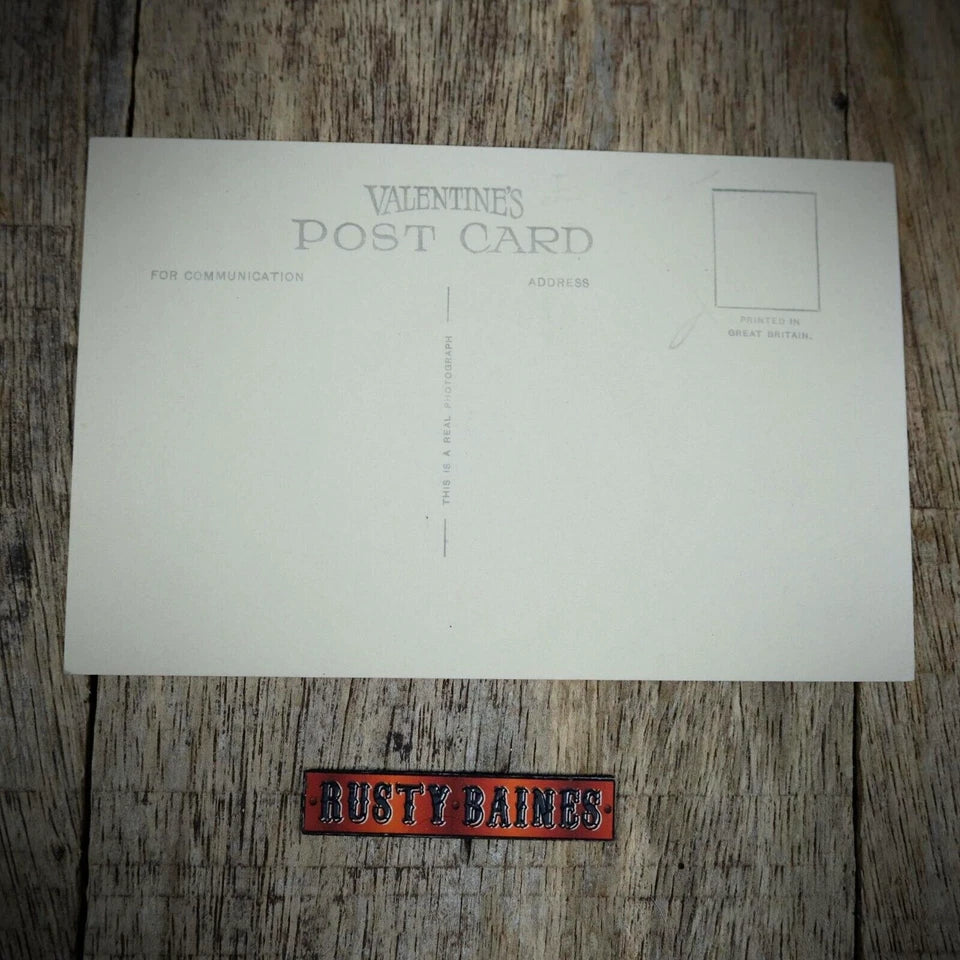 VALENTINE'S
POST CARD
FOR COMMUNICATION
ADDRESS
PRINTED IN
GREAT BRITAIN.
THIS IS A REAL PHOTOGRAPH
RUSTY·BAINES